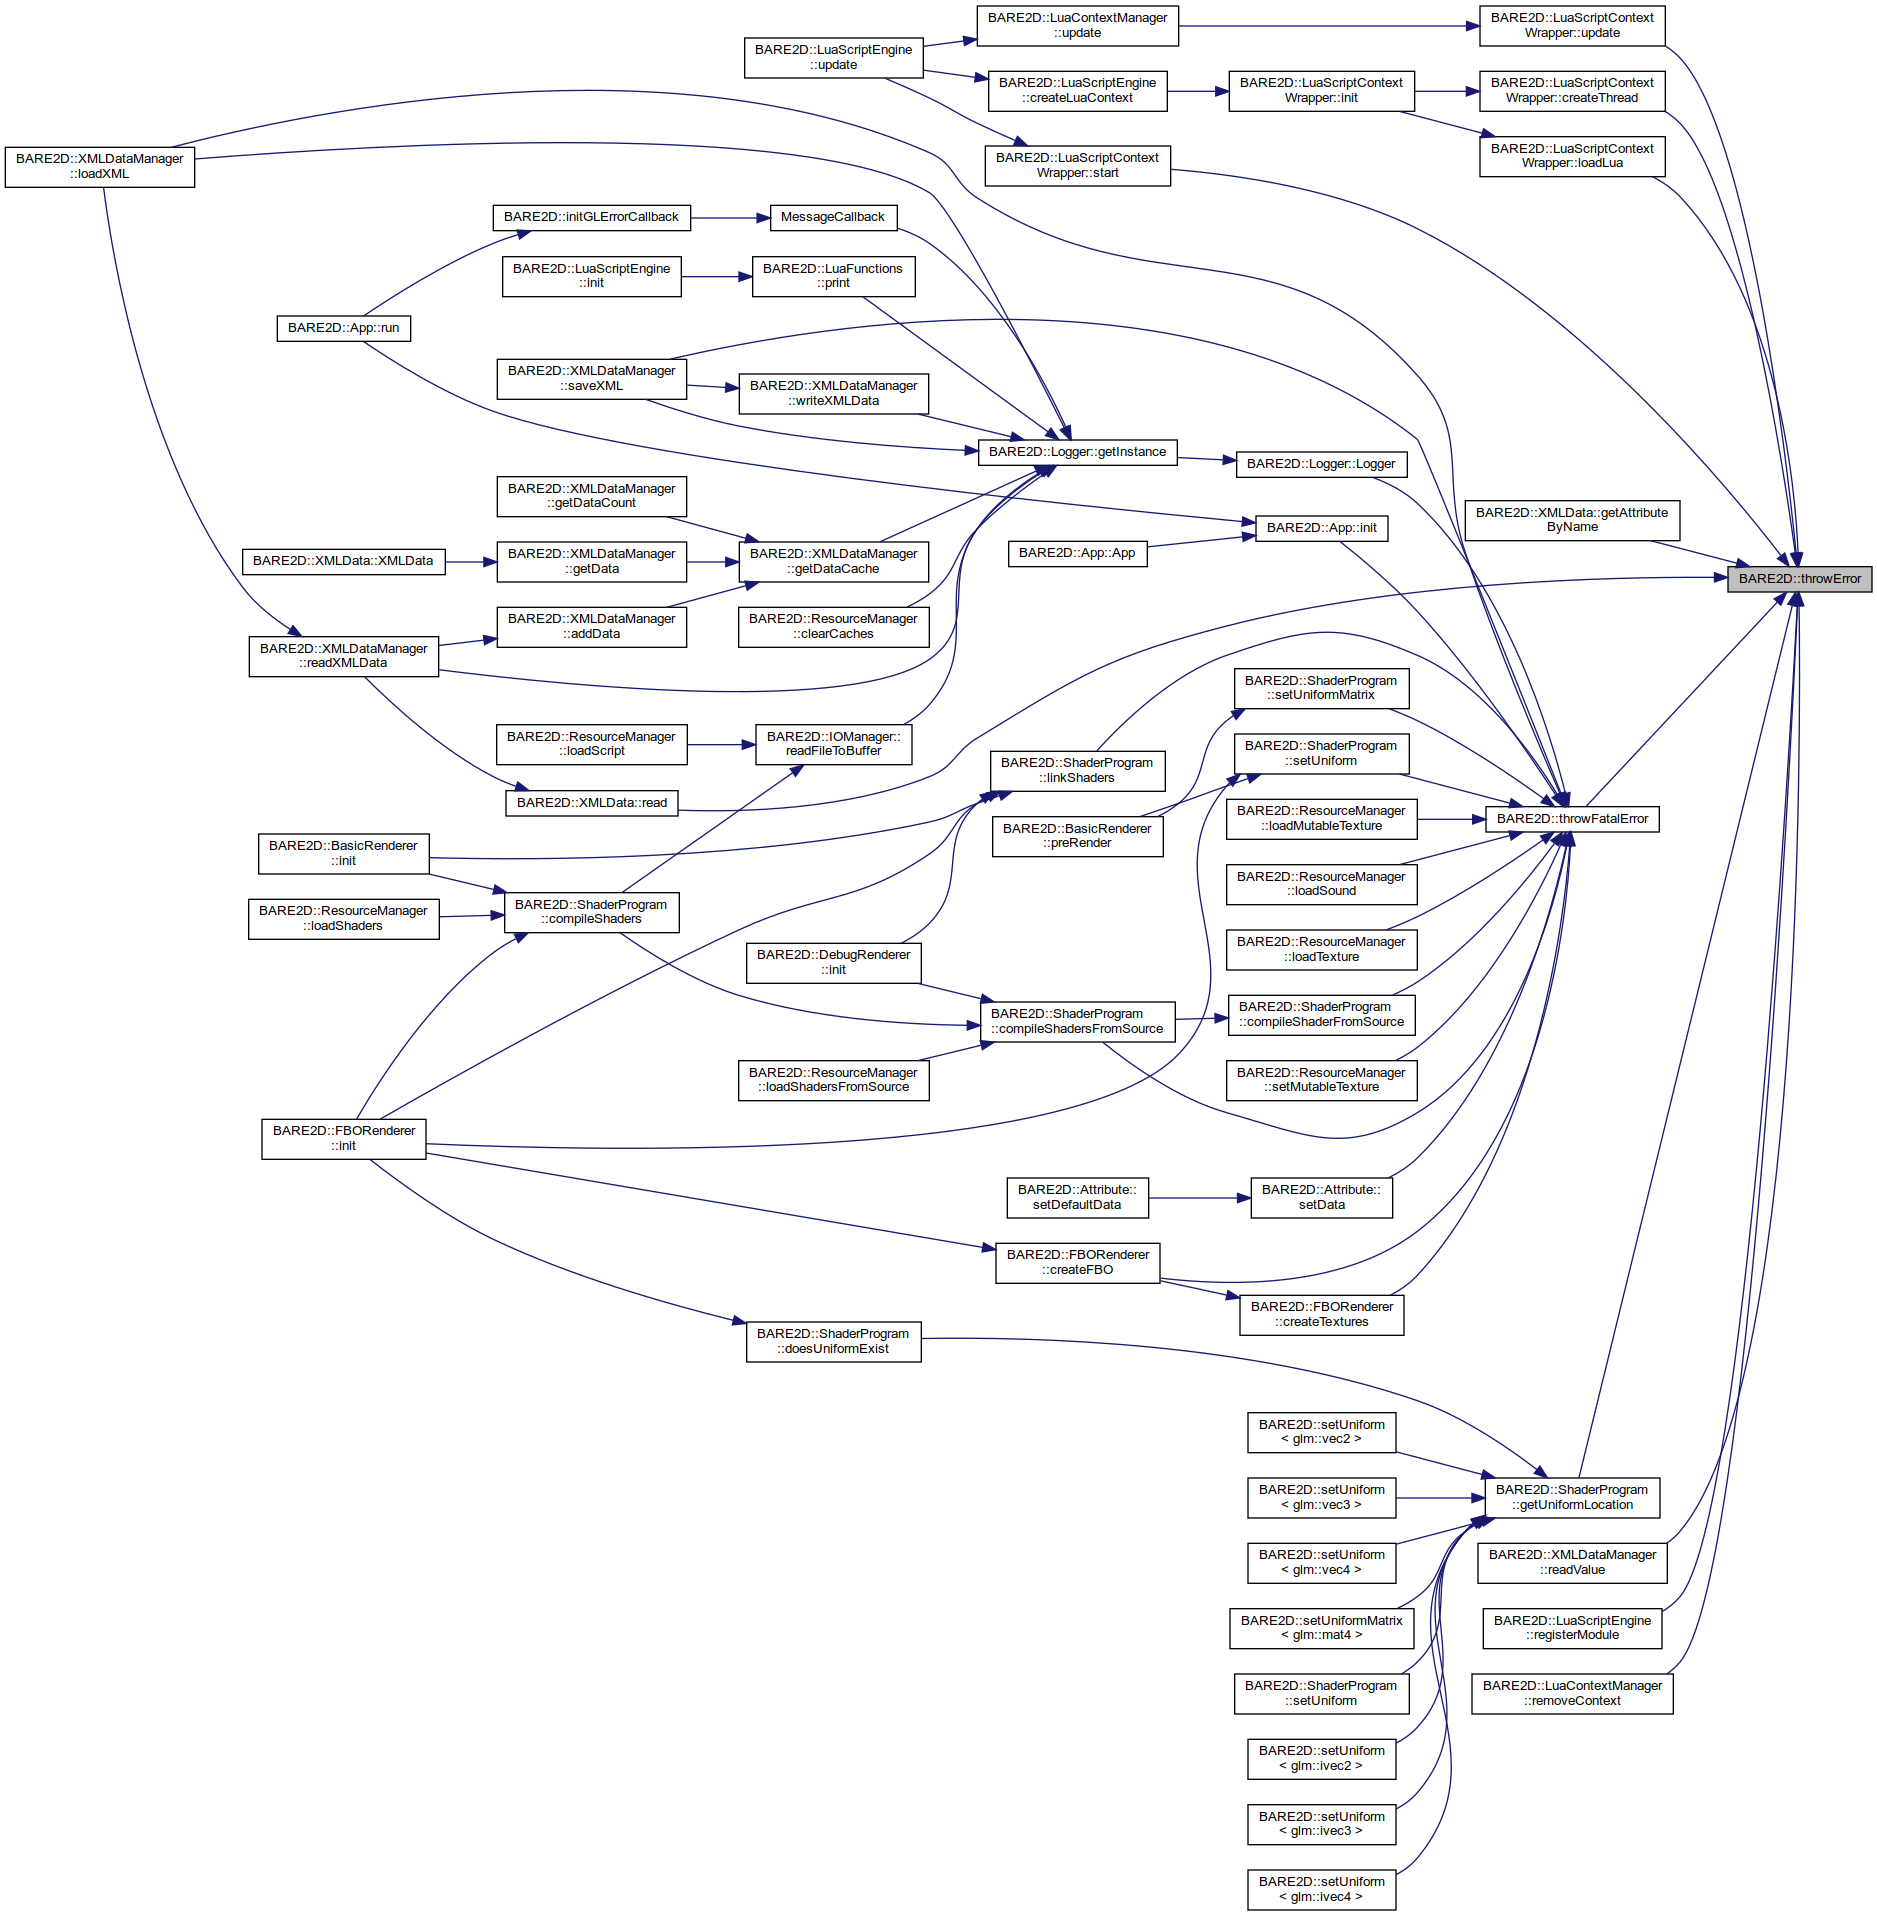 BARE2D::LuaContextManager
::update
BARE2D::LuaScriptContext
Wrapper::update
BARE2D::LuaScriptEngine
::update
BARE2D::LuaScriptEngine
::createLuaContext
BARE2D::LuaScriptContext
Wrapper::init
BARE2D::LuaScriptContext
Wrapper::createThread
BARE2D::LuaScriptContext
Wrapper::loadLua
BARE2D::XMLDataManager
::loadXML
BARE2D::LuaScriptContext
Wrapper::start
BARE2D::initGLErrorCallback
MessageCallback
BARE2D::LuaScriptEngine
::init
BARE2D::LuaFunctions
::print
BARE2D::App::run
BARE2D::XMLDataManager
::saveXML
BARE2D::XMLDataManager
::writeXMLData
BARE2D::Logger::getInstance
BARE2D::Logger::Logger
BARE2D::XMLDataManager
::getDataCount
BARE2D::XMLData::getAttribute
ByName
BARE2D::App::init
BARE2D::App::App
BARE2D::XMLData::XMLData
BARE2D::XMLDataManager
::getData
BARE2D::XMLDataManager
::getDataCache
BARE2D::throwError
BARE2D::XMLDataManager
::addData
BARE2D::ResourceManager
::clearCaches
BARE2D::XMLDataManager
::readXMLData
BARE2D::ShaderProgram
::setUniformMatrix
BARE2D::ResourceManager
::loadScript
BARE2D::IOManager::
readFileToBuffer
BARE2D::ShaderProgram
::setUniform
BARE2D::ShaderProgram
::linkShaders
BARE2D::XMLData::read
BARE2D::ResourceManager
::loadMutableTexture
BARE2D::throwFatalError
BARE2D::BasicRenderer
::preRender
BARE2D::BasicRenderer
::init
BARE2D::ResourceManager
::loadSound
BARE2D::ResourceManager
::loadShaders
BARE2D::ShaderProgram
::compileShaders
BARE2D::ResourceManager
::loadTexture
BARE2D::DebugRenderer
::init
BARE2D::ShaderProgram
::compileShadersFromSource
BARE2D::ShaderProgram
::compileShaderFromSource
BARE2D::ResourceManager
::loadShadersFromSource
BARE2D::ResourceManager
::setMutableTexture
BARE2D::FBORenderer
::init
BARE2D::Attribute::
setDefaultData
BARE2D::Attribute::
setData
BARE2D::FBORenderer
::createFBO
BARE2D::FBORenderer
::createTextures
BARE2D::ShaderProgram
::doesUniformExist
BARE2D::setUniform
< glm::vec2 >
BARE2D::setUniform
< glm::vec3 >
BARE2D::ShaderProgram
::getUniformLocation
BARE2D::setUniform
< glm::vec4 >
BARE2D::XMLDataManager
::readValue
BARE2D::setUniformMatrix
< glm::mat4 >
BARE2D::LuaScriptEngine
::registerModule
BARE2D::ShaderProgram
::setUniform
BARE2D::LuaContextManager
::removeContext
BARE2D::setUniform
< glm::ivec2 >
BARE2D::setUniform
< glm::ivec3 >
BARE2D::setUniform
< glm::ivec4 >